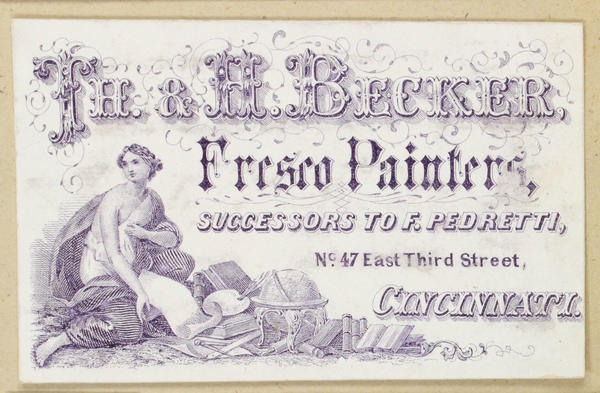 TH. & H. BECKER,
Fresco Painters,
SUCCESSORS TO F. PEDRETTI,
No. 47 East Third Street,
CINCINNATI.